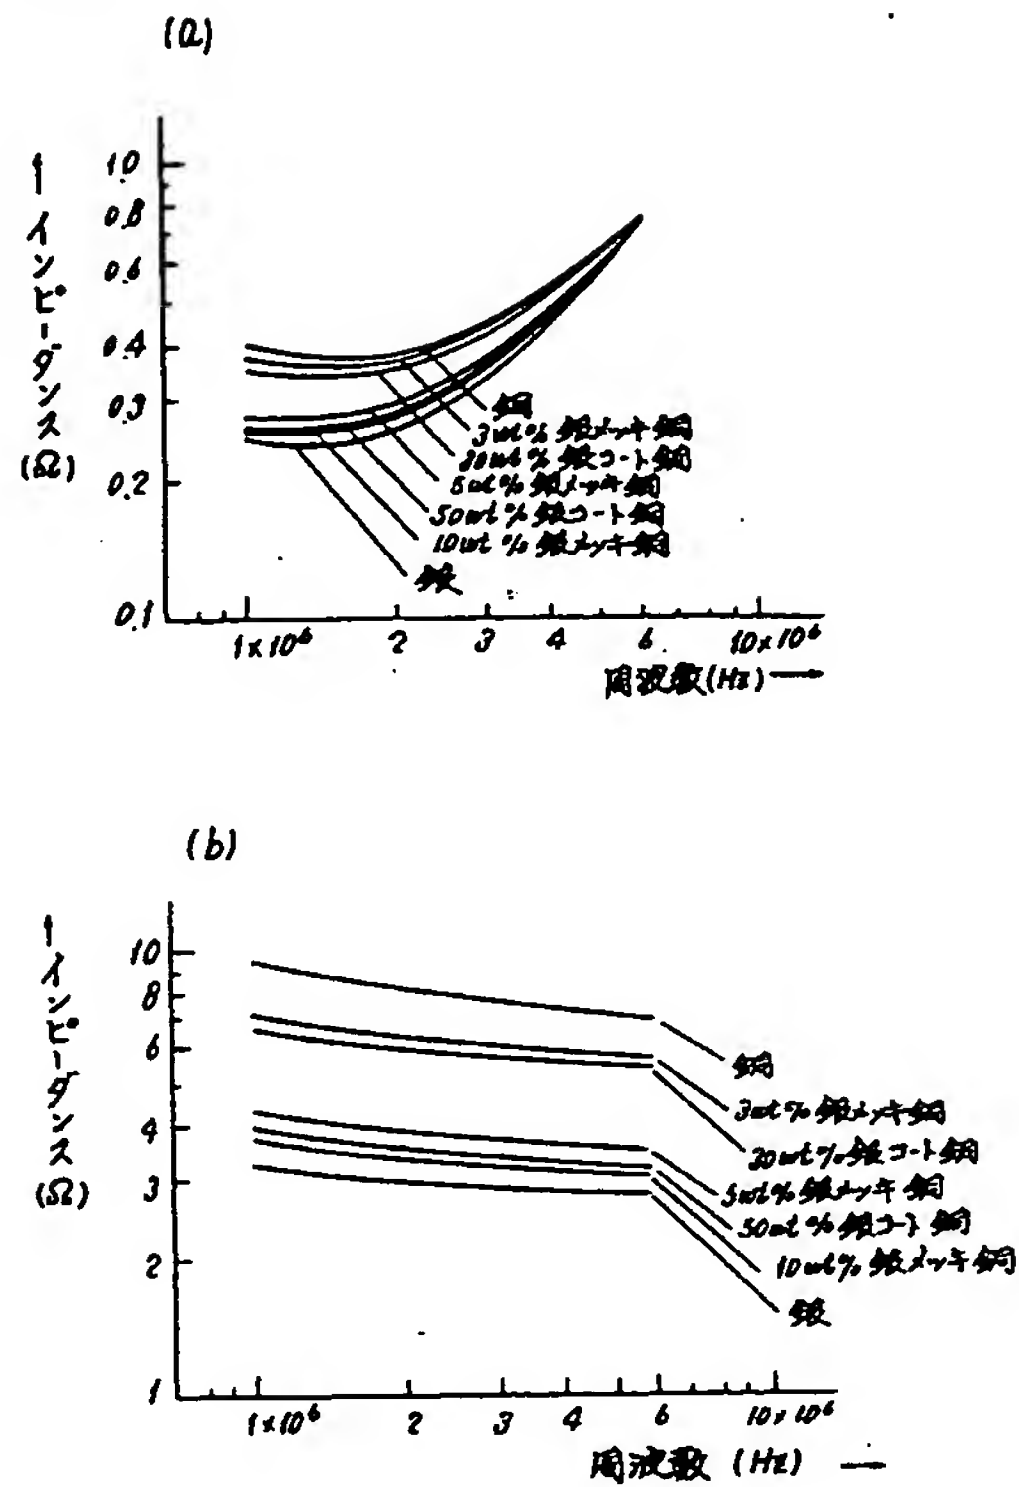 (a)
↑インピーダンス(Ω)
1.0
0.8
0.6
0.4
0.3
0.2
0.1
銅
3wt% 銀メッキ銅
30wt% 銀コート銅
5wt% 銀メッキ銅
50wt% 銀コート銅
10wt% 銀メッキ銅
銀
1×10⁶ 2 3 4 6 10×10⁶
周波数(Hz)→
(b)
↑インピーダンス(Ω)
10
8
6
4
3
2
1
銅
3wt% 銀メッキ銅
30wt% 銀コート銅
5wt% 銀メッキ銅
50wt% 銀コート銅
10wt% 銀メッキ銅
銀
1×10⁶ 2 3 4 6 10×10⁶
周波数 (Hz) —